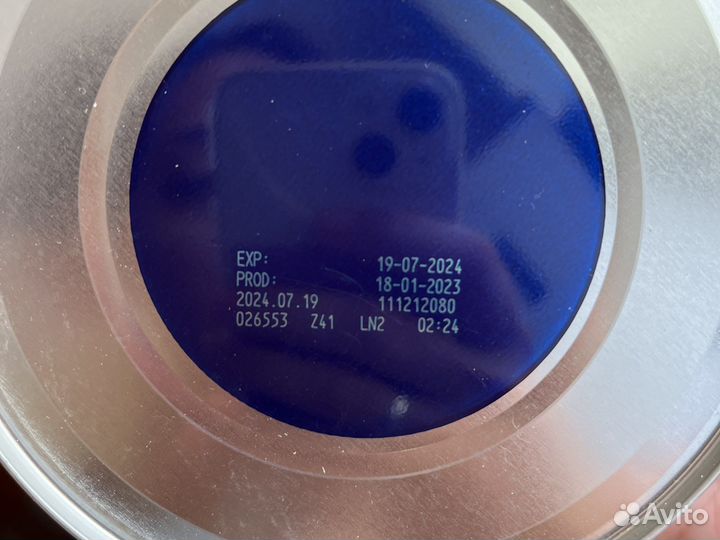 EXP: 19-07-2024
PROD: 18-01-2023
2024.07.19 111212080
026553 Z41 LN2 02:24
Avito